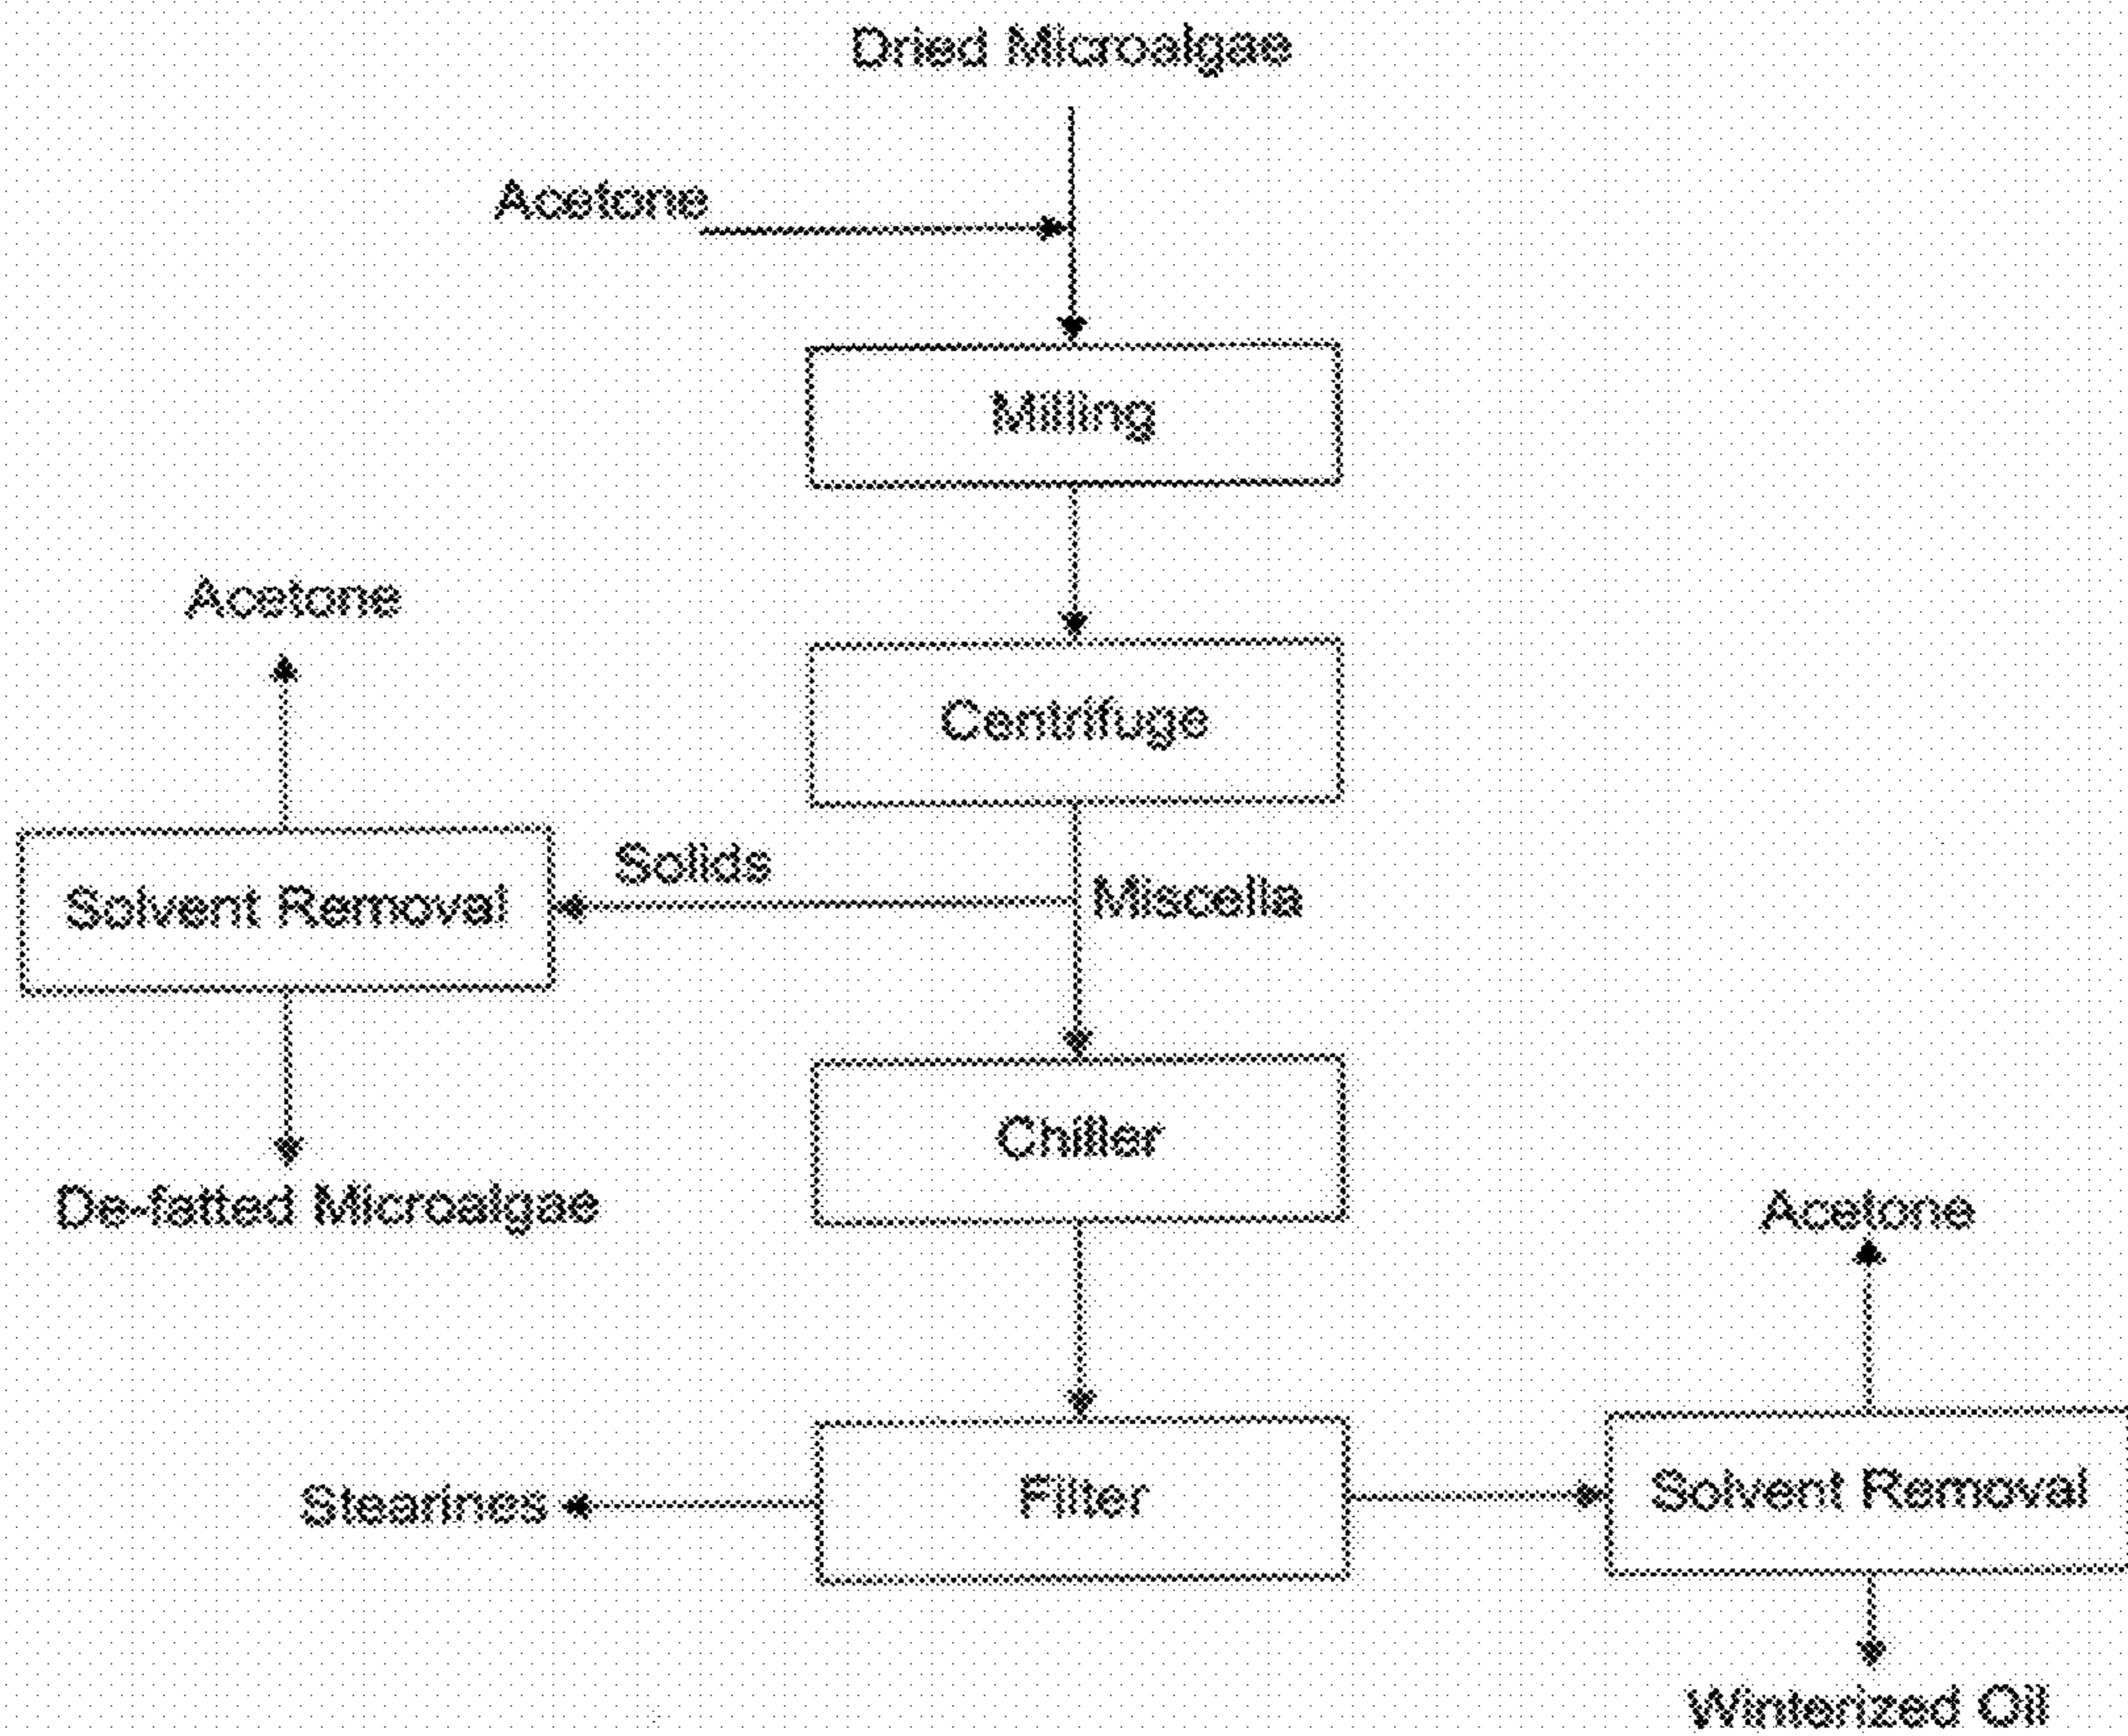 Dried Microalgae
Acetone
Milling
Acetone
Centrifuge
Solids
Solvent Removal
Miscella
Chiller
De-fatted Microalgae
Acetone
Stearines
Filter
Solvent Removal
Winterized Oil